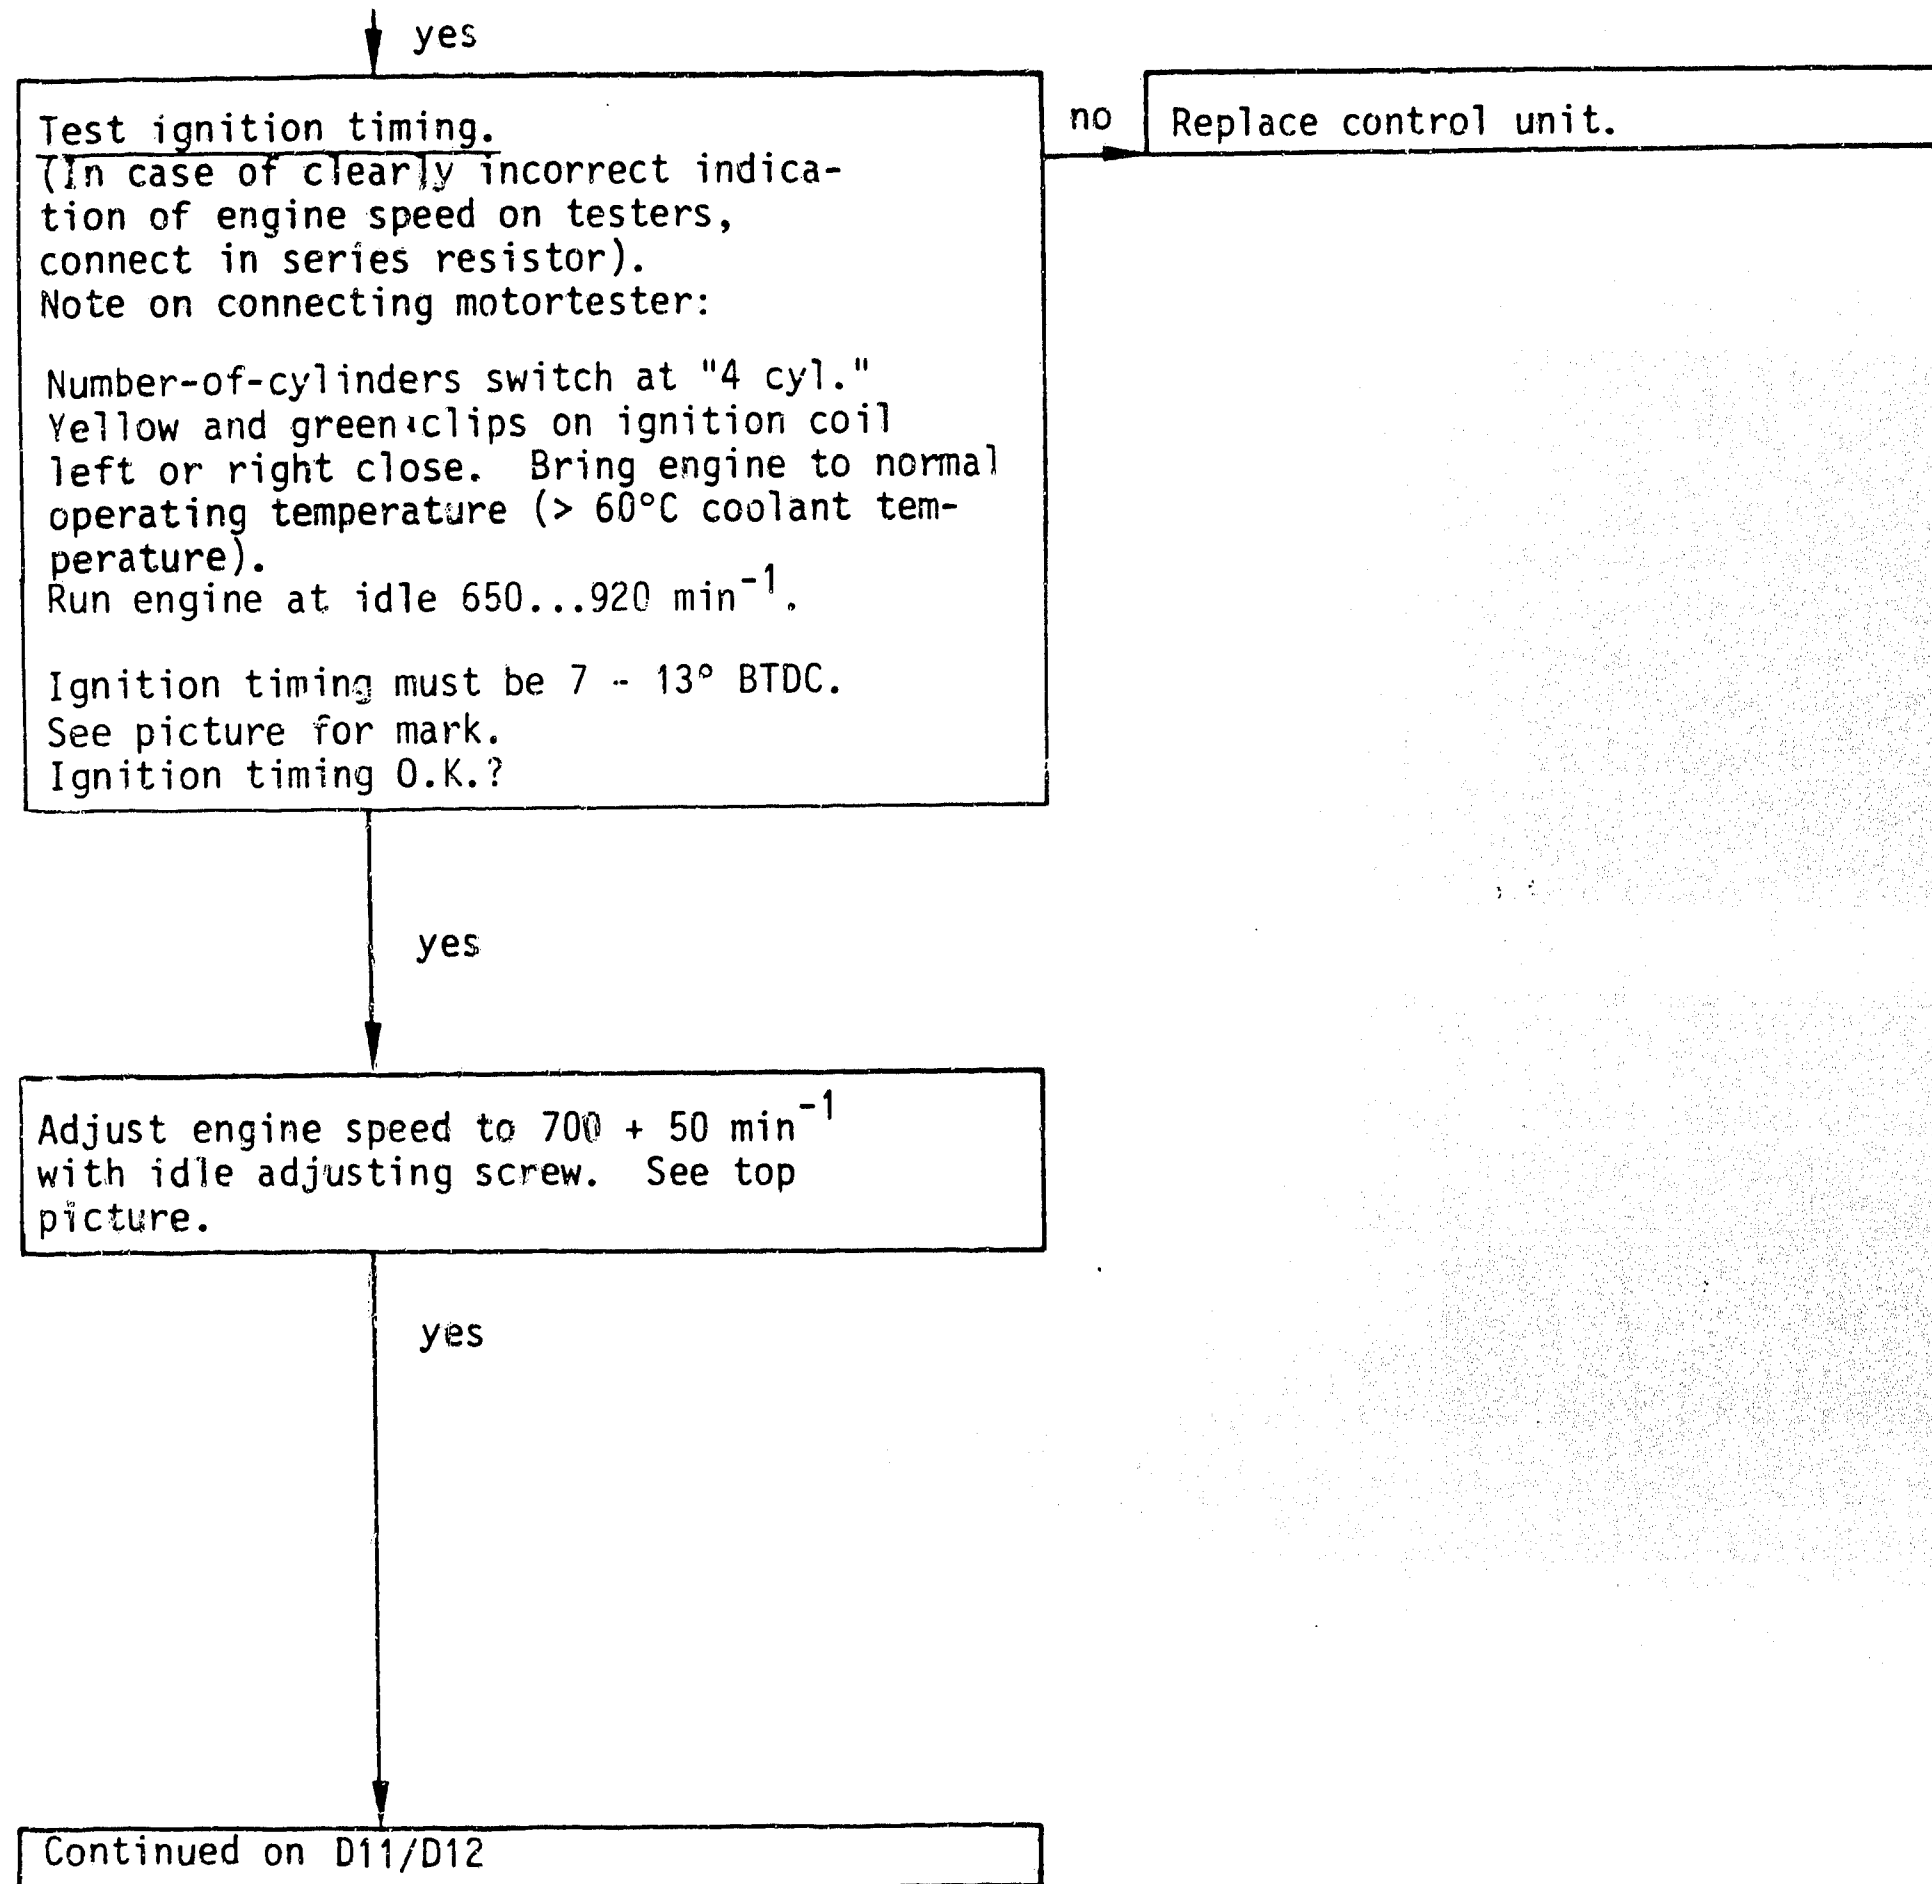 yes
Test ignition timing.
(In case of clearly incorrect indica-
tion of engine speed on testers,
connect in series resistor).
Note on connecting motortester:
Number-of-cylinders switch at "4 cyl."
Yellow and green clips on ignition coil
left or right close. Bring engine to normal
operating temperature (> 60°C coolant tem-
perature).
Run engine at idle 650...920 min⁻¹.
Ignition timing must be 7 - 13° BTDC.
See picture for mark.
Ignition timing O.K.?
no
Replace control unit.
yes
Adjust engine speed to 700 + 50 min⁻¹
with idle adjusting screw. See top
picture.
yes
Continued on D11/D12